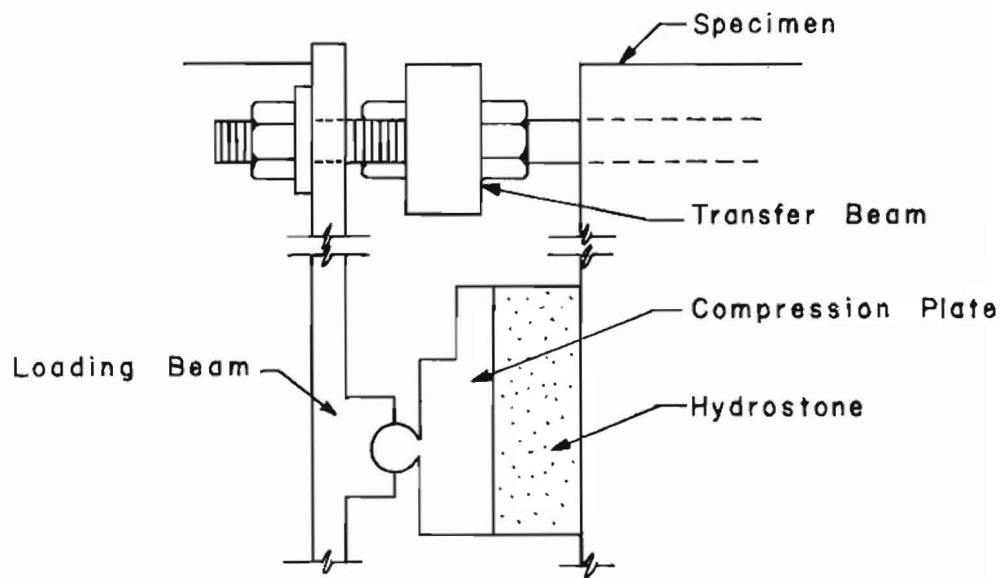 Specimen
Transfer Beam
Compression Plate
Loading Beam
Hydrostone